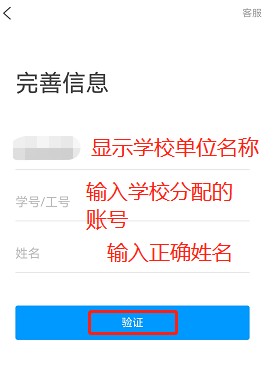 客服
完善信息
显示学校单位名称
学号/工号
输入学校分配的
账号
姓名
输入正确姓名
验证